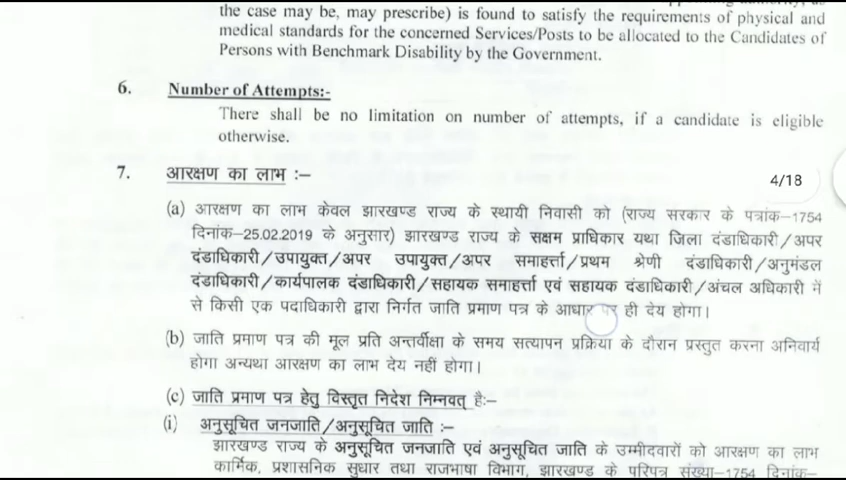 the case may be, may prescribe) is found to satisfy the requirements of physical and
medical standards for the concerned Services/Posts to be allocated to the Candidates of
Persons with Benchmark Disability by the Government.
6. Number of Attempts:-
There shall be no limitation on number of attempts, if a candidate is eligible
otherwise.
7. आरक्षण का लाभ :–
4/18
(a) आरक्षण का लाभ केवल झारखण्ड राज्य के स्थायी निवासी को (राज्य सरकार के पत्रांक–1754
दिनांक–25.02.2019 के अनुसार) झारखण्ड राज्य के सक्षम प्राधिकार यथा जिला दंडाधिकारी/अपर
दंडाधिकारी/उपायुक्त/अपर उपायुक्त/अपर समाहर्त्ता/प्रथम श्रेणी दंडाधिकारी/अनुमंडल
दंडाधिकारी/कार्यपालक दंडाधिकारी/सहायक समाहर्त्ता एवं सहायक दंडाधिकारी/अंचल अधिकारी में
से किसी एक पदाधिकारी द्वारा निर्गत जाति प्रमाण पत्र के आधार पर ही देय होगा।
(b) जाति प्रमाण पत्र की मूल प्रति अन्तर्वीक्षा के समय सत्यापन प्रक्रिया के दौरान प्रस्तुत करना अनिवार्य
होगा अन्यथा आरक्षण का लाभ देय नहीं होगा।
(c) जाति प्रमाण पत्र हेतु विस्तृत निदेश निम्नवत् है:–
(i) अनुसूचित जनजाति/अनुसूचित जाति :–
झारखण्ड राज्य के अनुसूचित जनजाति एवं अनुसूचित जाति के उम्मीदवारों को आरक्षण का लाभ
कार्मिक, प्रशासनिक सुधार तथा राजभाषा विभाग, झारखण्ड के परिपत्र संख्या–1754 दिनांक–